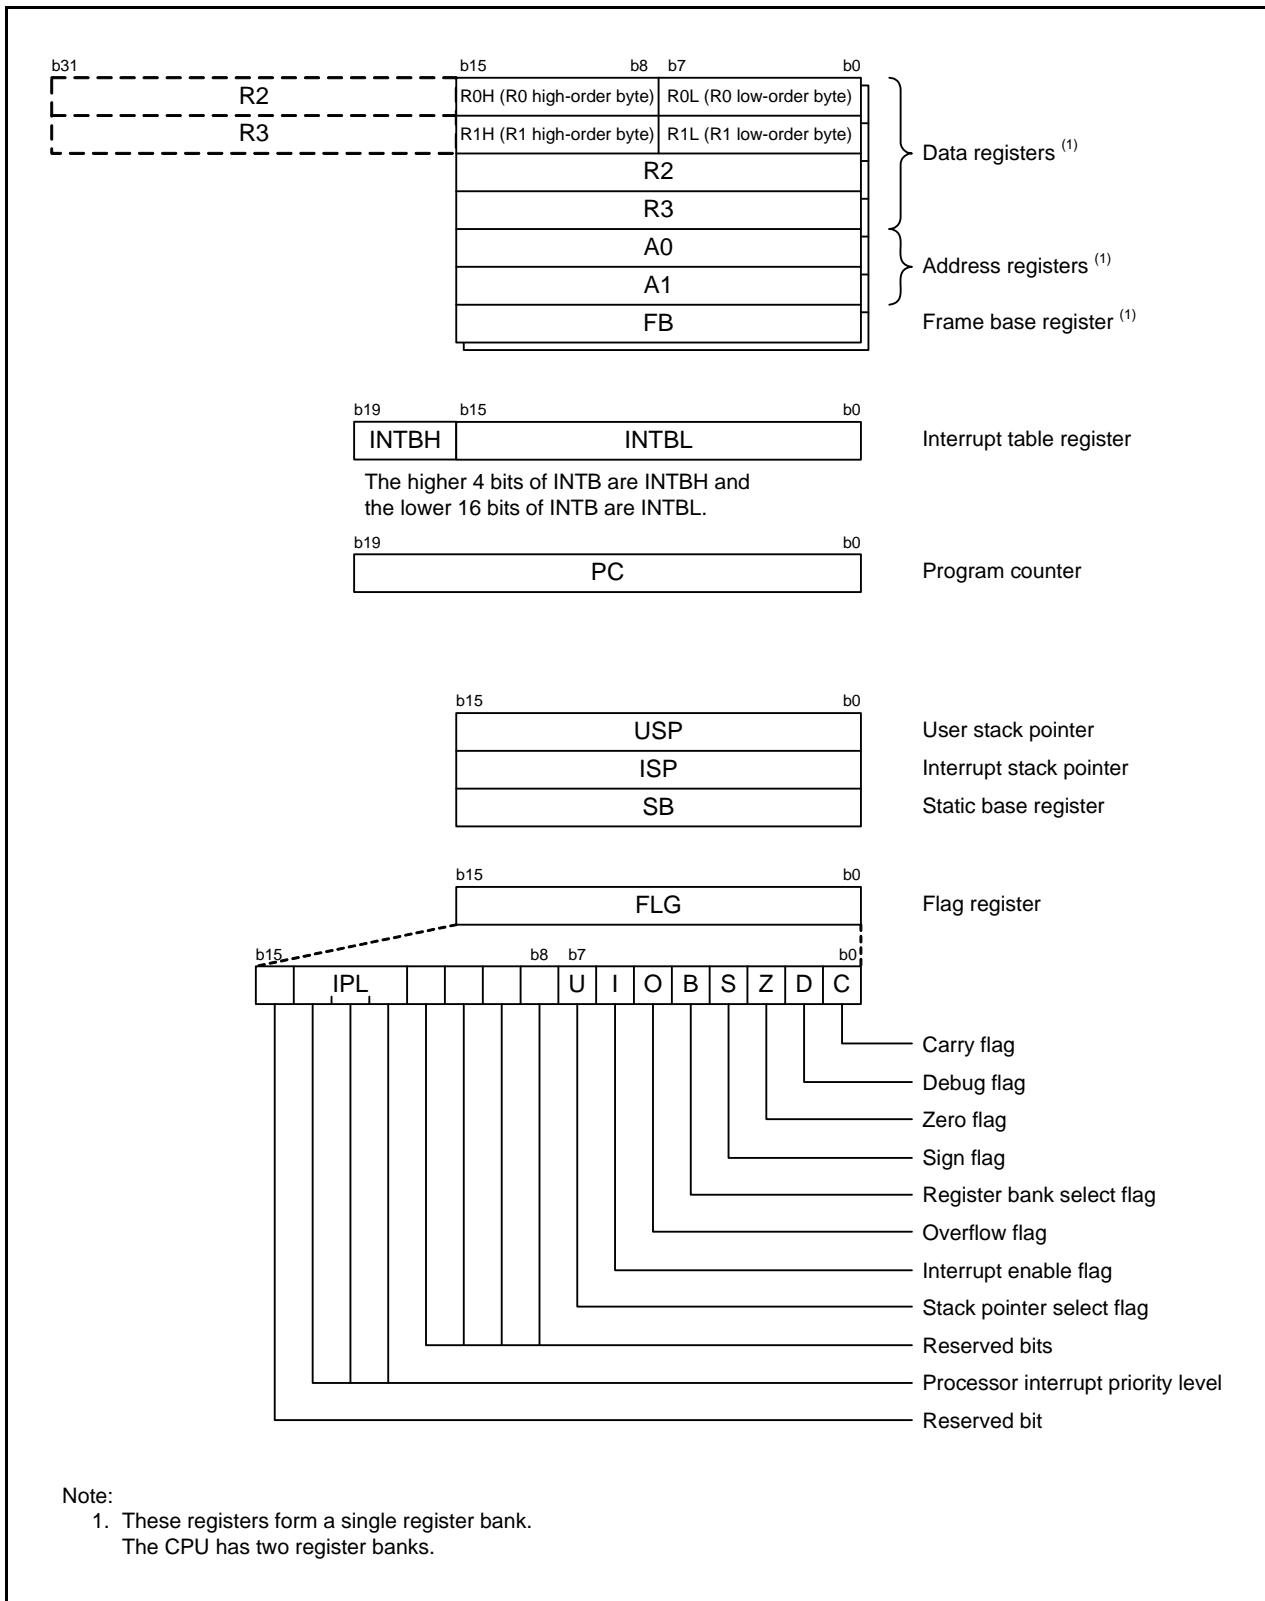 b31 b15 b8 b7 b0
R2 R0H (R0 high-order byte) R0L (R0 low-order byte)
R3 R1H (R1 high-order byte) R1L (R1 low-order byte)
Data registers (1)
R2
R3
A0
Address registers (1)
A1
FB Frame base register (1)
b19 b15 b0
INTBH INTBL Interrupt table register
The higher 4 bits of INTB are INTBH and
the lower 16 bits of INTB are INTBL.
b19 b0
PC Program counter
b15 b0
USP User stack pointer
ISP Interrupt stack pointer
SB Static base register
b15 b0
FLG Flag register
b15 b8 b7 b0
IPL U I O B S Z D C
Carry flag
Debug flag
Zero flag
Sign flag
Register bank select flag
Overflow flag
Interrupt enable flag
Stack pointer select flag
Reserved bits
Processor interrupt priority level
Reserved bit
Note:
1. These registers form a single register bank.
The CPU has two register banks.